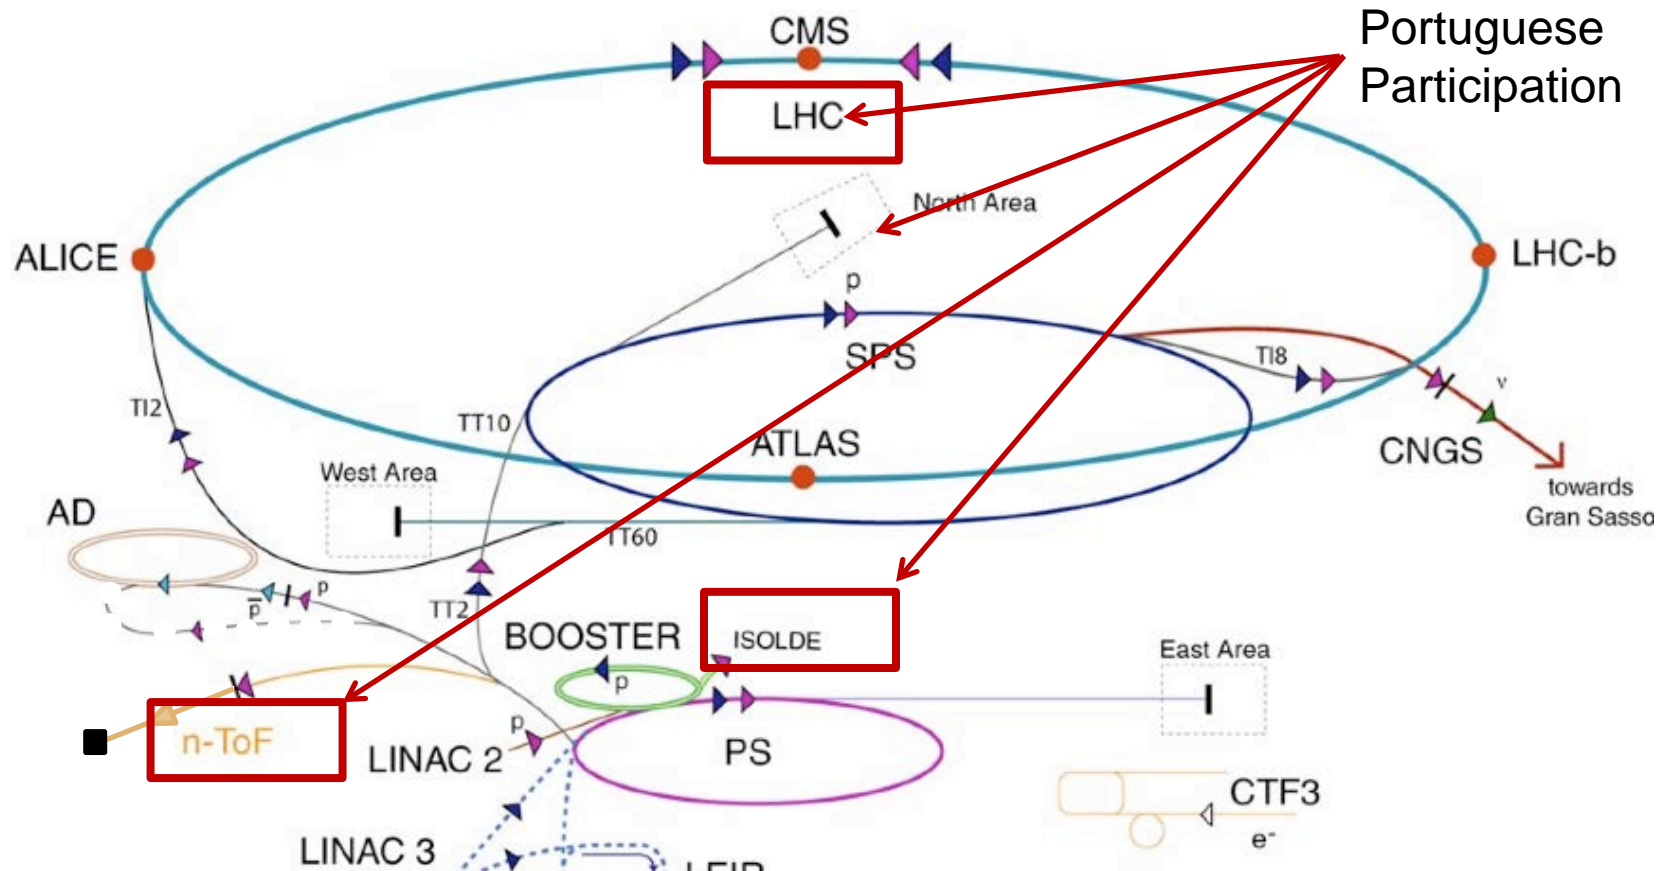 Portuguese
Participation
CMS
LHC
North Area
ALICE
LHC-b
p
SPS
TI8
ν
TI2
TT10
ATLAS
CNGS
West Area
towards
Gran Sasso
AD
TT60
p̅
p
TT2
BOOSTER
ISOLDE
East Area
p
p
n-ToF
LINAC 2
PS
CTF3
e⁻
LINAC 3